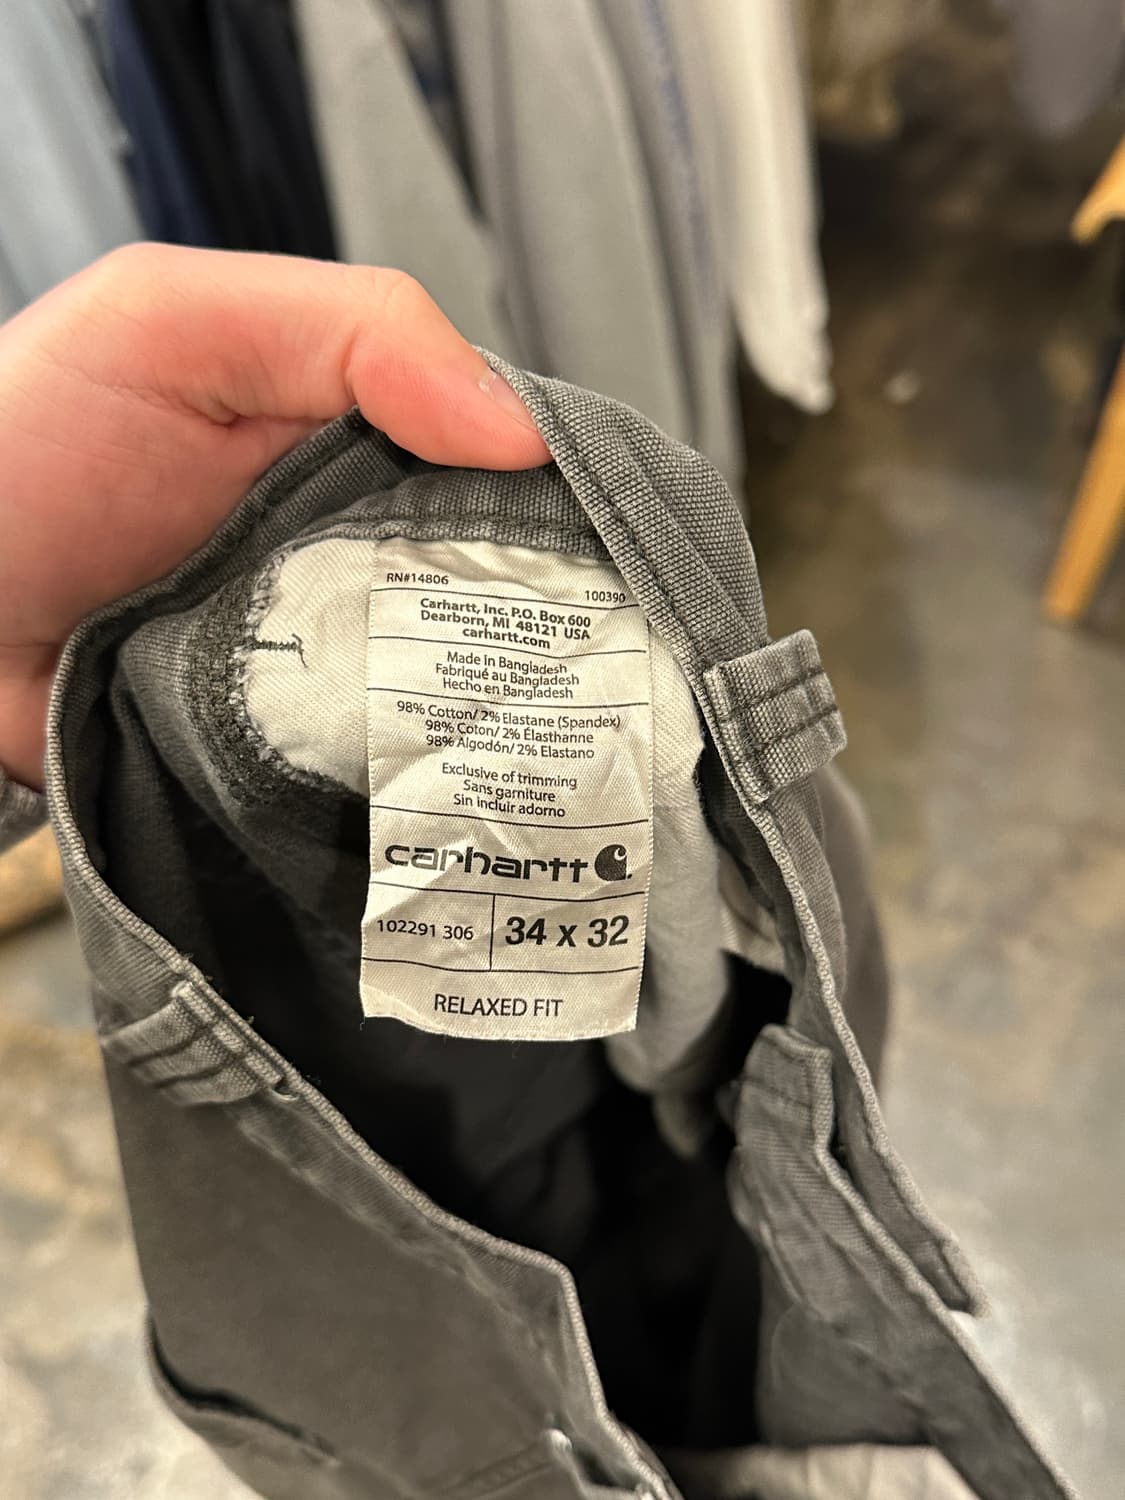 RN#14806
100390
Carhartt, Inc. P.O. Box 600
Dearborn, MI 48121 USA
carhartt.com
Made in Bangladesh
Fabriqué au Bangladesh
Hecho en Bangladesh
98% Cotton/ 2% Elastane (Spandex)
98% Coton/ 2% Élasthanne
98% Algodón/ 2% Elastano
Exclusive of trimming
Sans garniture
Sin incluir adorno
carhartt
102291 306
34 x 32
RELAXED FIT